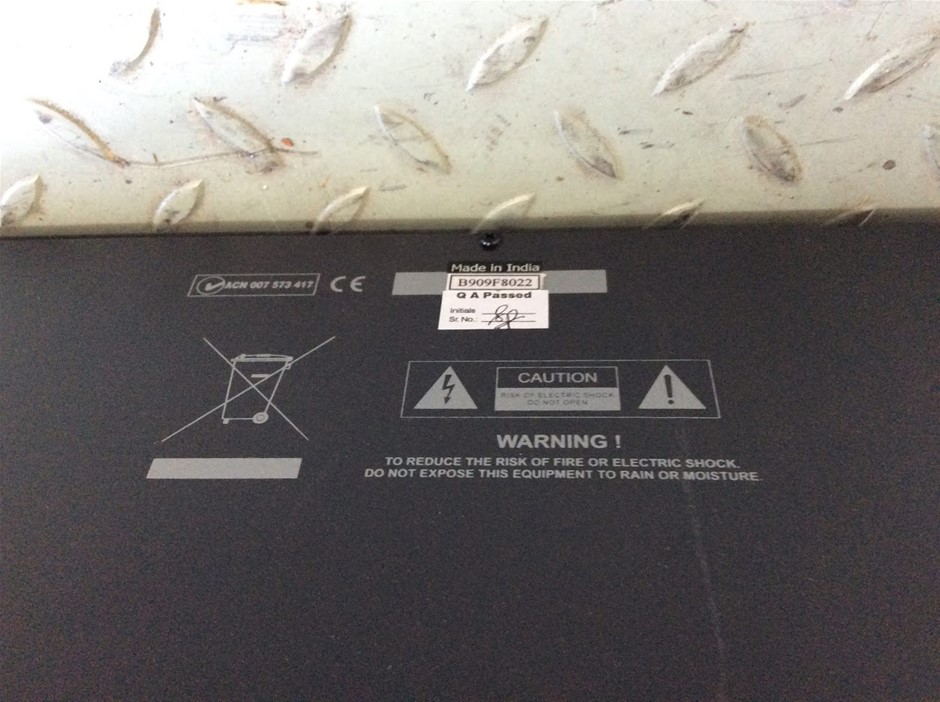 Made in India
ACN 007 573 417 CE
B909F8022
Q A Passed
Initials
Sr. No.:
CAUTION
RISK OF ELECTRIC SHOCK
DO NOT OPEN
WARNING !
TO REDUCE THE RISK OF FIRE OR ELECTRIC SHOCK.
DO NOT EXPOSE THIS EQUIPMENT TO RAIN OR MOISTURE.